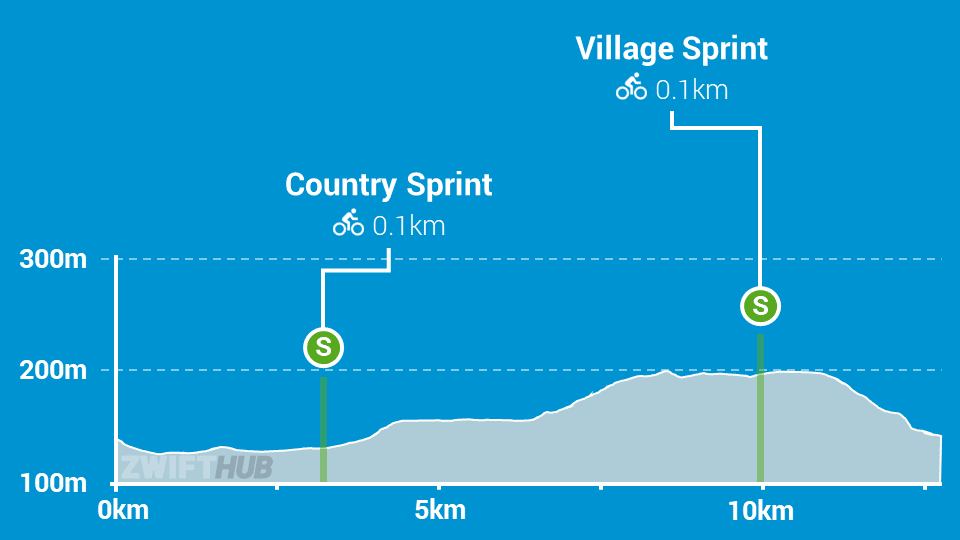 Village Sprint
0.1km
Country Sprint
0.1km
300m
S
S
200m
ZWIFTHUB
100m
0km
5km
10km